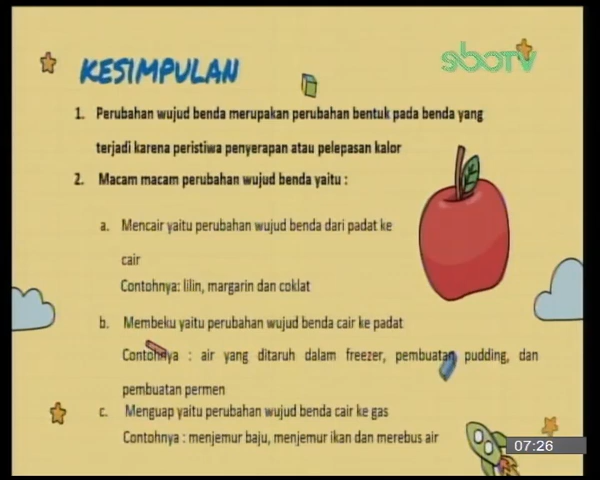 KESIMPULAN
sboTV
1. Perubahan wujud benda merupakan perubahan bentuk pada benda yang
terjadi karena peristiwa penyerapan atau pelepasan kalor
2. Macam macam perubahan wujud benda yaitu :
a. Mencair yaitu perubahan wujud benda dari padat ke
cair
Contohnya: lilin, margarin dan coklat
b. Membeku yaitu perubahan wujud benda cair ke padat
Contohnya : air yang ditaruh dalam freezer, pembuatan pudding, dan
pembuatan permen
c. Menguap yaitu perubahan wujud benda cair ke gas
Contohnya : menjemur baju, menjemur ikan dan merebus air
07:26